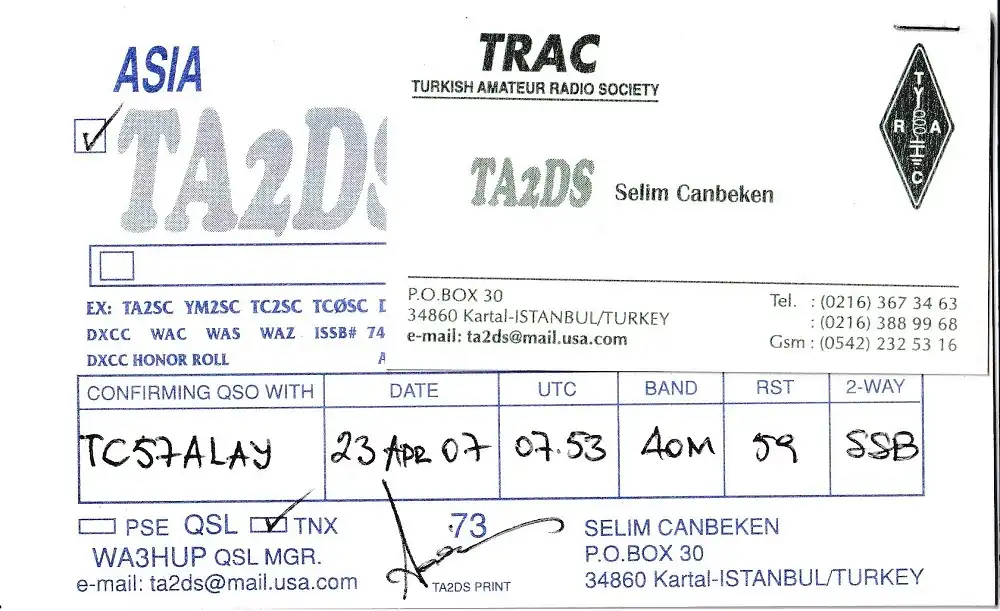 ASIA
TA2DS
EX: TA2SC YM2SC TC2SC TCØSC
DXCC WAC WAS WAZ ISSB# 74
DXCC HONOR ROLL A
TRAC
TURKISH AMATEUR RADIO SOCIETY
T
R A
C
TA2DS Selim Canbeken
P.O.BOX 30
34860 Kartal-ISTANBUL/TURKEY
e-mail: ta2ds@mail.usa.com
Tel. : (0216) 367 34 63
: (0216) 388 99 68
Gsm : (0542) 232 53 16
CONFIRMING QSO WITH DATE UTC BAND RST 2-WAY
TC57ALAY 23 APR 07 07.53 40M 59 SSB
PSE QSL TNX
WA3HUP QSL MGR.
e-mail: ta2ds@mail.usa.com
73
TA2DS PRINT
SELIM CANBEKEN
P.O.BOX 30
34860 Kartal-ISTANBUL/TURKEY